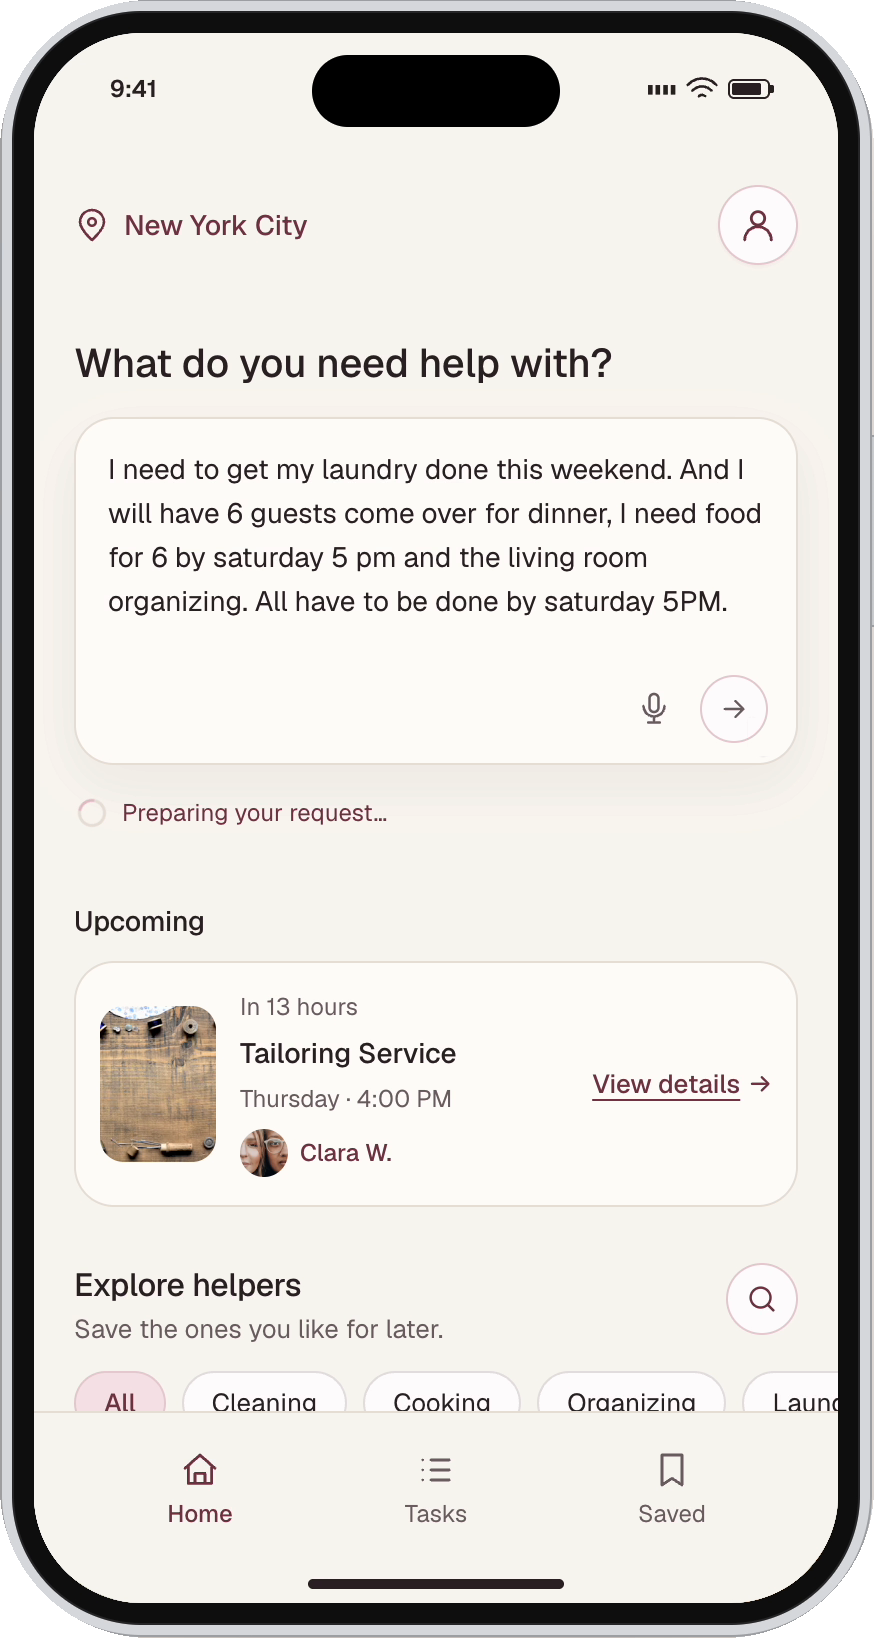 9:41
New York City
What do you need help with?
I need to get my laundry done this weekend. And I
will have 6 guests come over for dinner, I need food
for 6 by saturday 5 pm and the living room
organizing. All have to be done by saturday 5PM.
Preparing your request...
Upcoming
In 13 hours
Tailoring Service
Thursday · 4:00 PM
View details →
Clara W.
Explore helpers
Save the ones you like for later.
All Cleaning Cooking Organizing
Home Tasks Saved